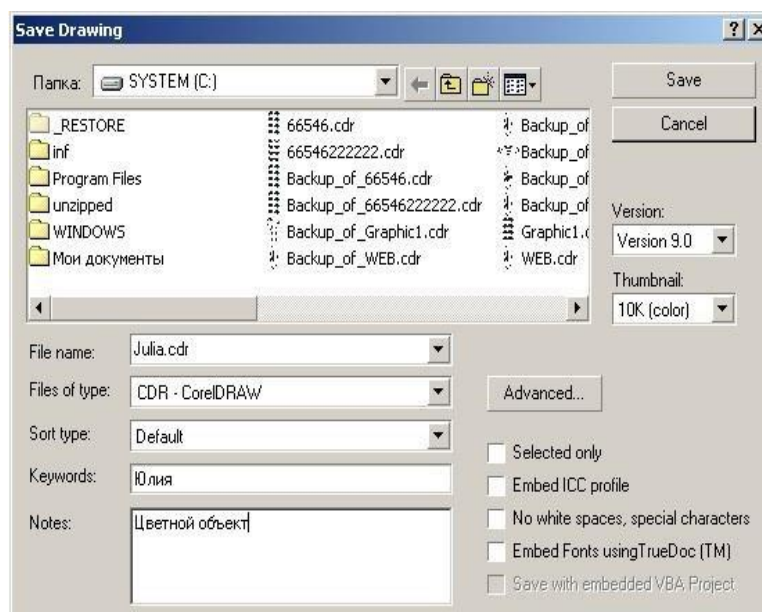 Save Drawing
Папка: SYSTEM (C:)
Save
Cancel
_RESTORE
inf
Program Files
unzipped
WINDOWS
Мои документы
66546.cdr
66546222222.cdr
Backup_of_66546.cdr
Backup_of_66546222222.cdr
Backup_of_Graphic1.cdr
Backup_of_WEB.cdr
Backup_of
Backup_of
Backup_of
Backup_of
Graphic1.c
WEB.cdr
Version:
Version 9.0
Thumbnail:
10K (color)
File name: Julia.cdr
Files of type: CDR - CorelDRAW
Advanced...
Sort type: Default
Keywords: Юлия
Notes: Цветной объект
Selected only
Embed ICC profile
No white spaces, special characters
Embed Fonts usingTrueDoc (TM)
Save with embedded VBA Project